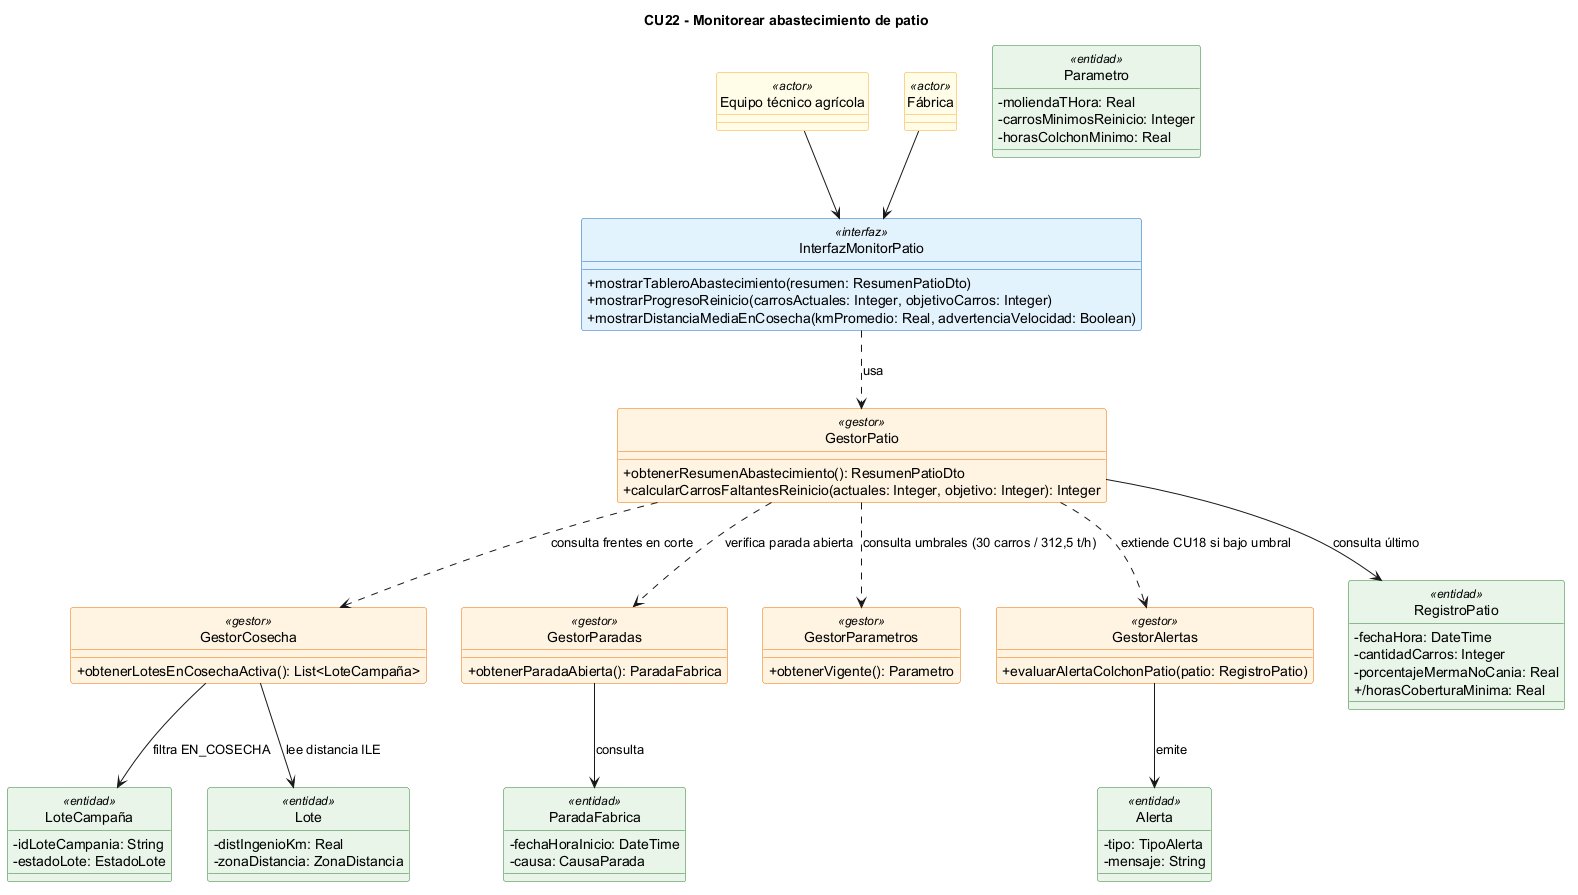 CU22 - Monitorear abastecimiento de patio
«actor»
Equipo técnico agrícola
«actor»
Fábrica
«entidad»
Parametro
-moliendaTHora: Real
-carrosMinimosReinicio: Integer
-horasColchonMinimo: Real
«interfaz»
InterfazMonitorPatio
+mostrarTableroAbastecimiento(resumen: ResumenPatioDto)
+mostrarProgresoReinicio(carrosActuales: Integer, objetivoCarros: Integer)
+mostrarDistanciaMediaEnCosecha(kmPromedio: Real, advertenciaVelocidad: Boolean)
usa
«gestor»
GestorPatio
+obtenerResumenAbastecimiento(): ResumenPatioDto
+calcularCarrosFaltantesReinicio(actuales: Integer, objetivo: Integer): Integer
consulta frentes en corte
verifica parada abierta
consulta umbrales (30 carros / 312,5 t/h)
extiende CU18 si bajo umbral
consulta último
«gestor»
GestorCosecha
+obtenerLotesEnCosechaActiva(): List<LoteCampaña>
«gestor»
GestorParadas
+obtenerParadaAbierta(): ParadaFabrica
«gestor»
GestorParametros
+obtenerVigente(): Parametro
«gestor»
GestorAlertas
+evaluarAlertaColchonPatio(patio: RegistroPatio)
«entidad»
RegistroPatio
-fechaHora: DateTime
-cantidadCarros: Integer
-porcentajeMermaNoCania: Real
+/horasCoberturaMinima: Real
filtra EN_COSECHA
lee distancia ILE
consulta
emite
«entidad»
LoteCampaña
-idLoteCampania: String
-estadoLote: EstadoLote
«entidad»
Lote
-distIngenioKm: Real
-zonaDistancia: ZonaDistancia
«entidad»
ParadaFabrica
-fechaHoraInicio: DateTime
-causa: CausaParada
«entidad»
Alerta
-tipo: TipoAlerta
-mensaje: String